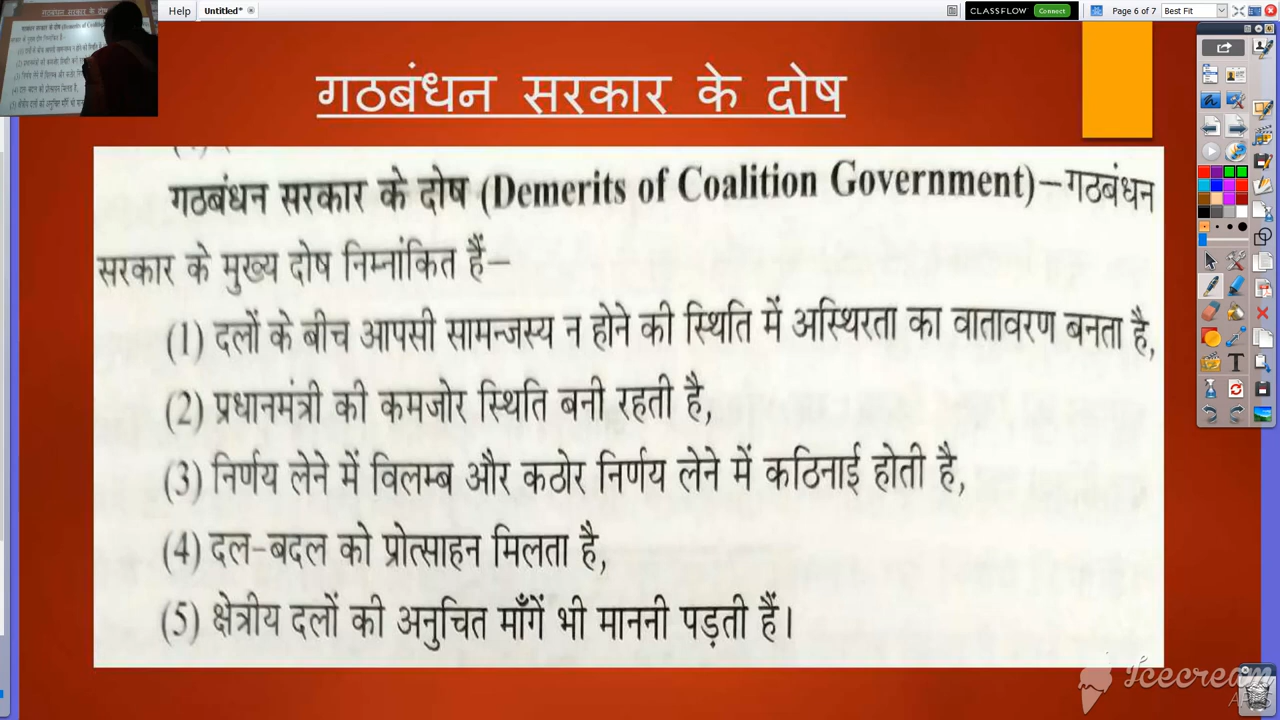 Help
Untitled*
CLASSFLOW
Connect
Page 6 of 7
Best Fit
गठबंधन सरकार के दोष
गठबंधन सरकार के दोष (Demerits of Coalition Government)–गठबंधन
सरकार के मुख्य दोष निम्नांकित हैं–
(1) दलों के बीच आपसी सामन्जस्य न होने की स्थिति में अस्थिरता का वातावरण बनता है,
(2) प्रधानमंत्री की कमजोर स्थिति बनी रहती है,
(3) निर्णय लेने में विलम्ब और कठोर निर्णय लेने में कठिनाई होती है,
(4) दल-बदल को प्रोत्साहन मिलता है,
(5) क्षेत्रीय दलों की अनुचित माँगें भी माननी पड़ती हैं।
Icecream
APPS